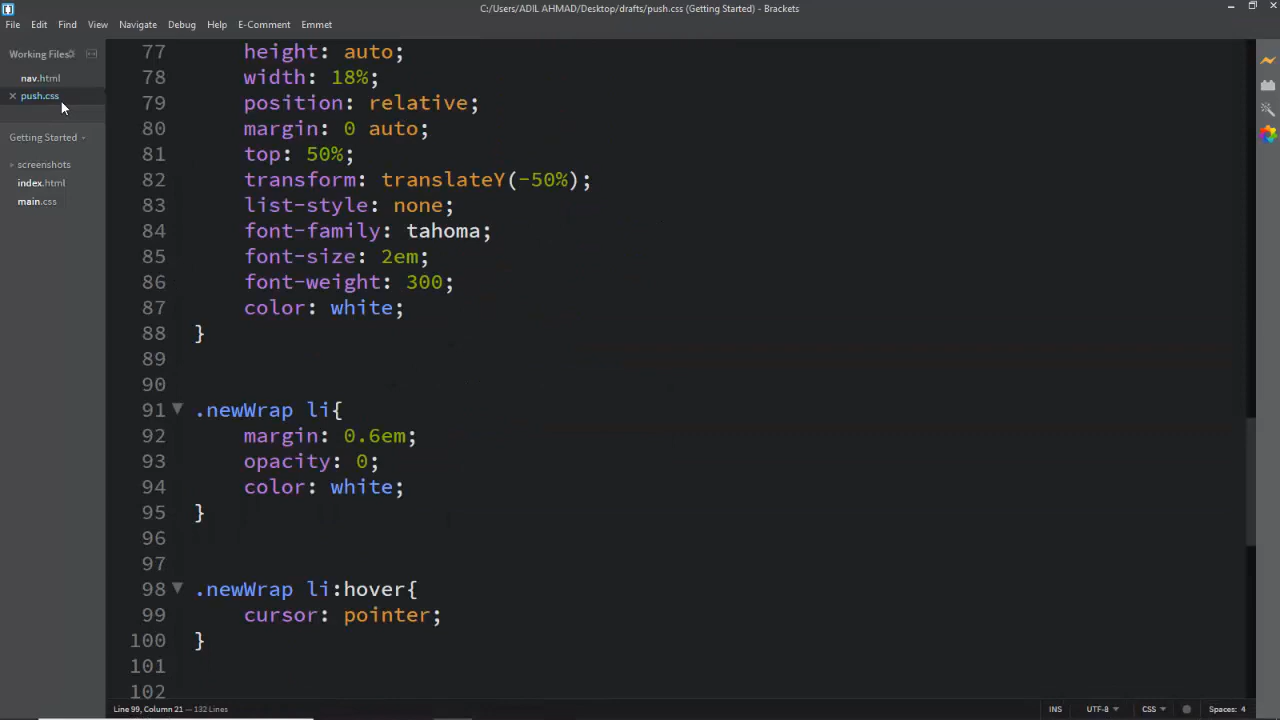 C:/Users/ADIL AHMAD/Desktop/drafts/push.css (Getting Started) - Brackets
File Edit Find View Navigate Debug Help E-Comment Emmet
Working Files
nav.html
push.css
Getting Started
screenshots
index.html
main.css
77 height: auto;
78 width: 18%;
79 position: relative;
80 margin: 0 auto;
81 top: 50%;
82 transform: translateY(-50%);
83 list-style: none;
84 font-family: tahoma;
85 font-size: 2em;
86 font-weight: 300;
87 color: white;
88 }
89
90
91 .newWrap li{
92 margin: 0.6em;
93 opacity: 0;
94 color: white;
95 }
96
97
98 .newWrap li:hover{
99 cursor: pointer;
100 }
101
102
Line 99, Column 21 — 132 Lines
INS UTF-8 CSS Spaces: 4